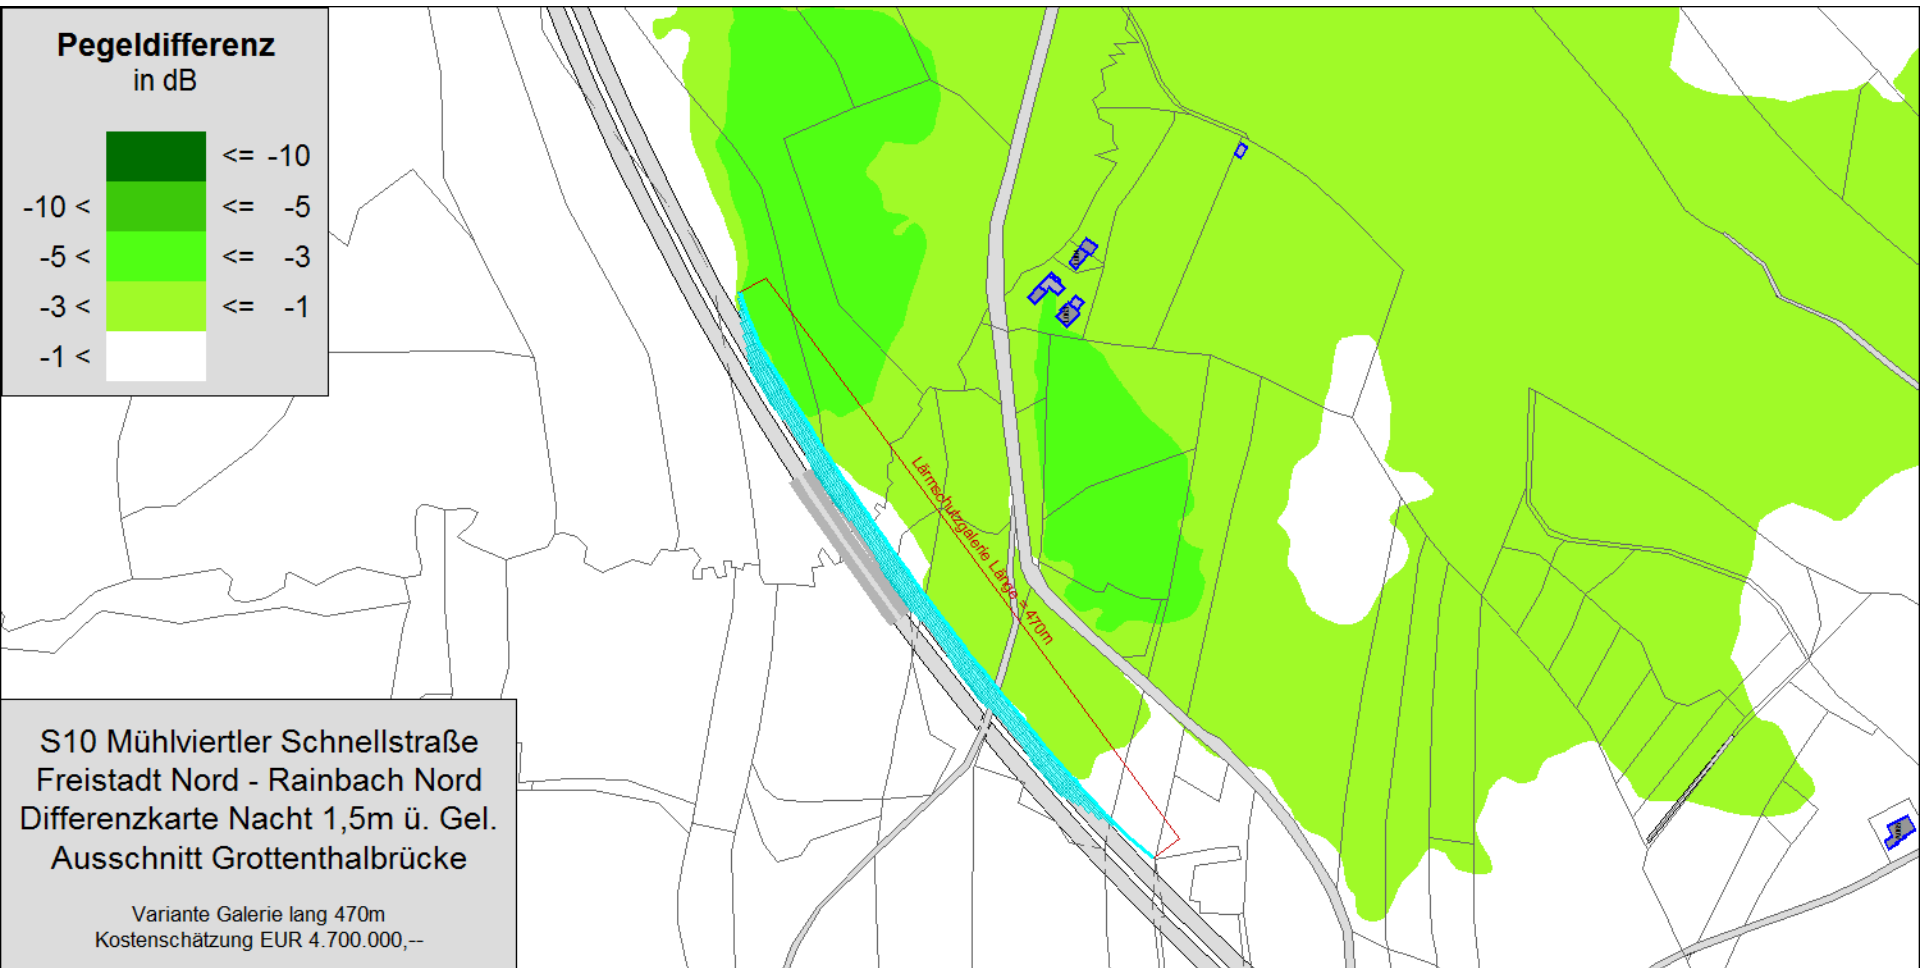 Pegeldifferenz
in dB
<= -10
-10 < <= -5
-5 < <= -3
-3 < <= -1
-1 <
Lärmschutzgalerie Länge = 470m
S10 Mühlviertler Schnellstraße
Freistadt Nord - Rainbach Nord
Differenzkarte Nacht 1,5m ü. Gel.
Ausschnitt Grottenthalbrücke
Variante Galerie lang 470m
Kostenschätzung EUR 4.700.000,--